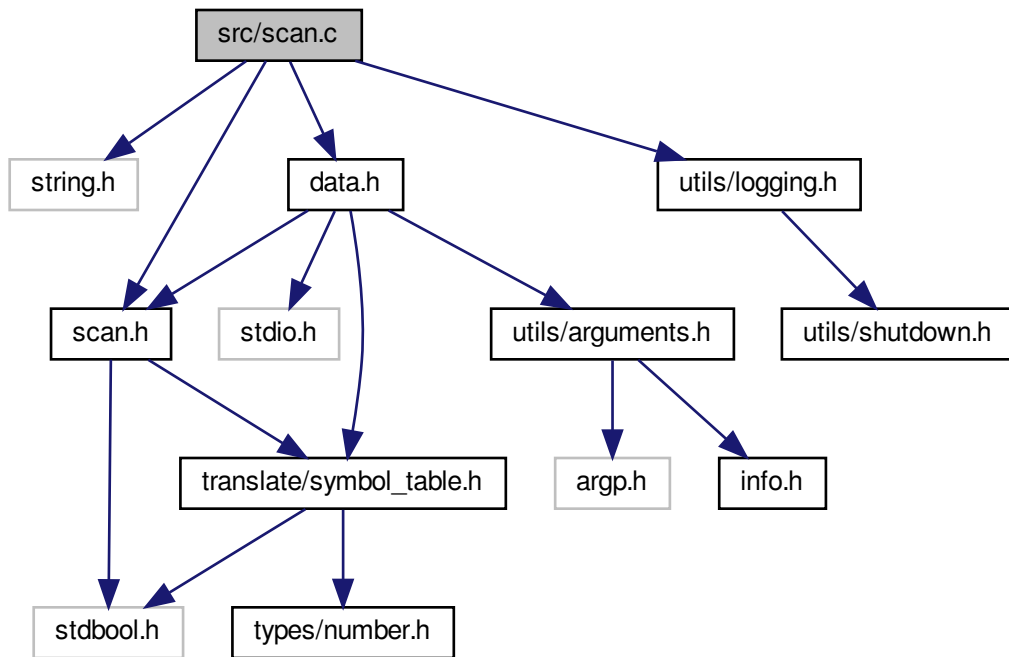 src/scan.c
string.h
data.h
utils/logging.h
scan.h
stdio.h
utils/arguments.h
utils/shutdown.h
translate/symbol_table.h
argp.h
info.h
stdbool.h
types/number.h